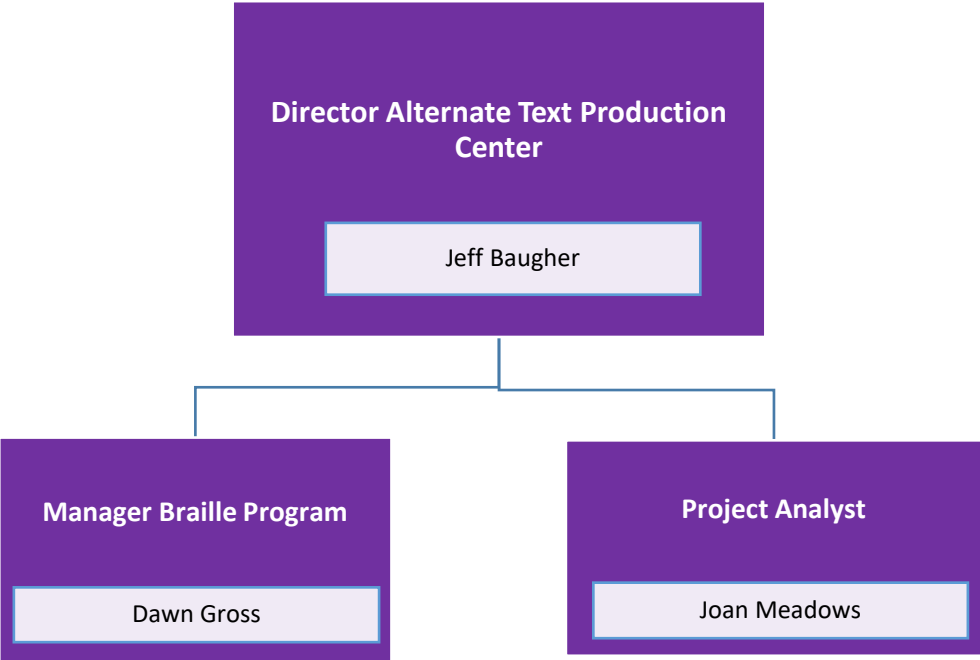 Director Alternate Text Production
Center
Jeff Baugher
Manager Braille Program
Dawn Gross
Project Analyst
Joan Meadows